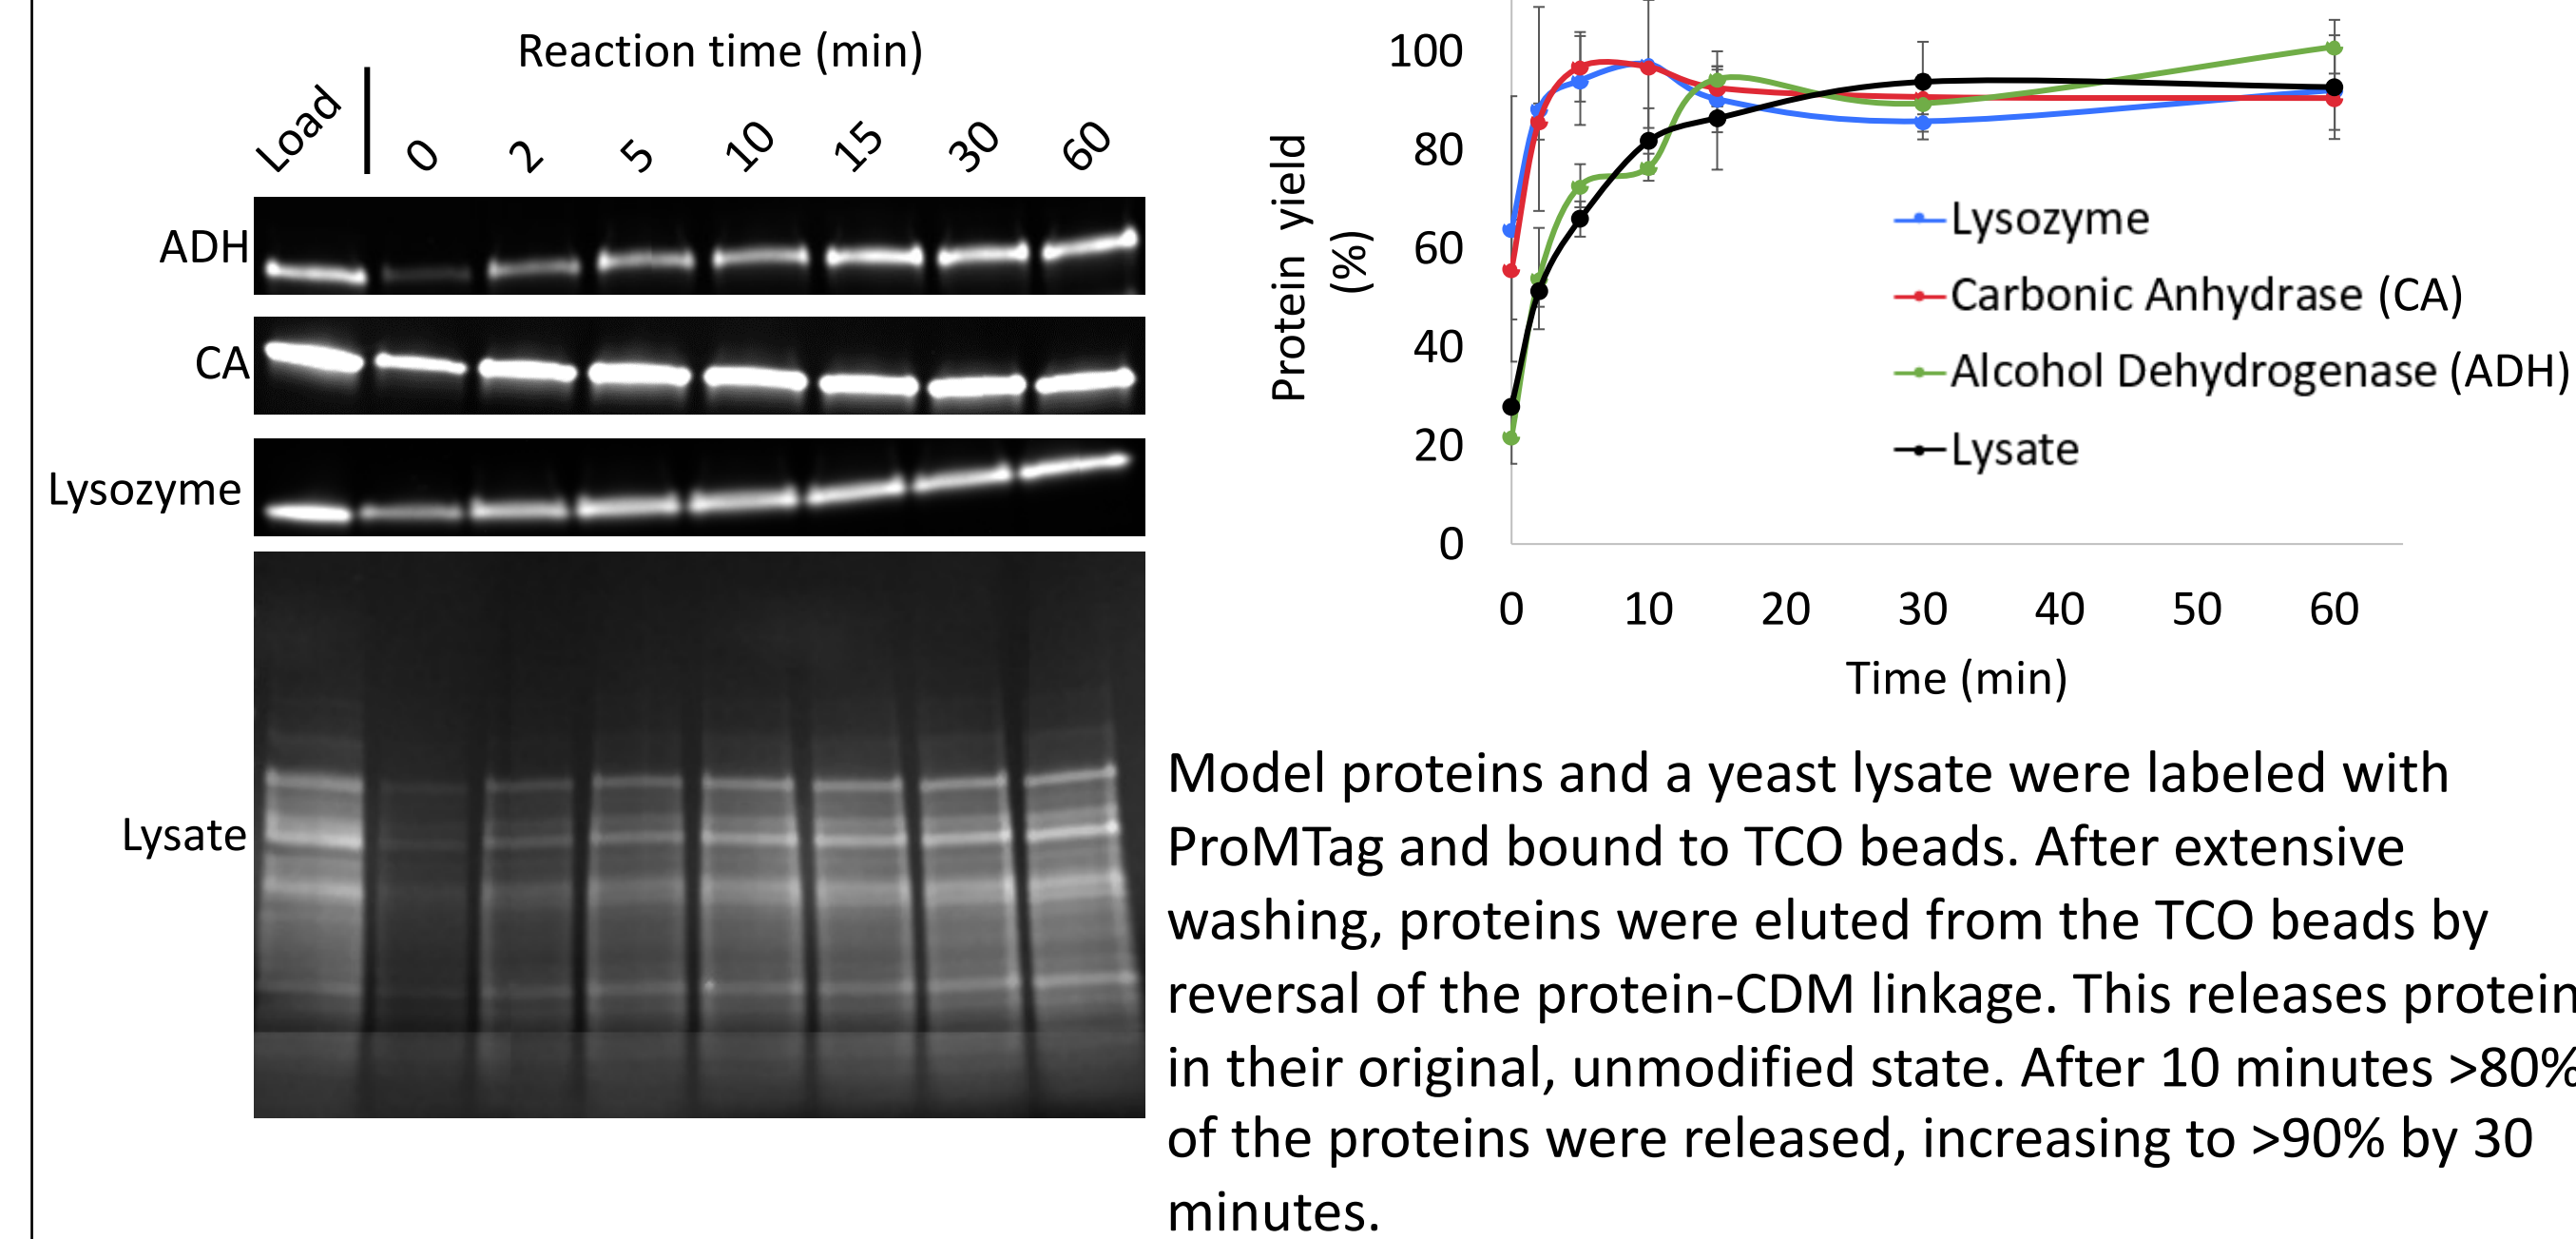 Reaction time (min)
Load
0
2
5
10
15
30
60
ADH
CA
Lysozyme
Lysate
Protein yield
(%)
100
80
60
40
20
0
0 10 20 30 40 50 60
Time (min)
Lysozyme
Carbonic Anhydrase (CA)
Alcohol Dehydrogenase (ADH)
Lysate
Model proteins and a yeast lysate were labeled with
ProMTag and bound to TCO beads. After extensive
washing, proteins were eluted from the TCO beads by
reversal of the protein-CDM linkage. This releases protein
in their original, unmodified state. After 10 minutes >80%
of the proteins were released, increasing to >90% by 30
minutes.